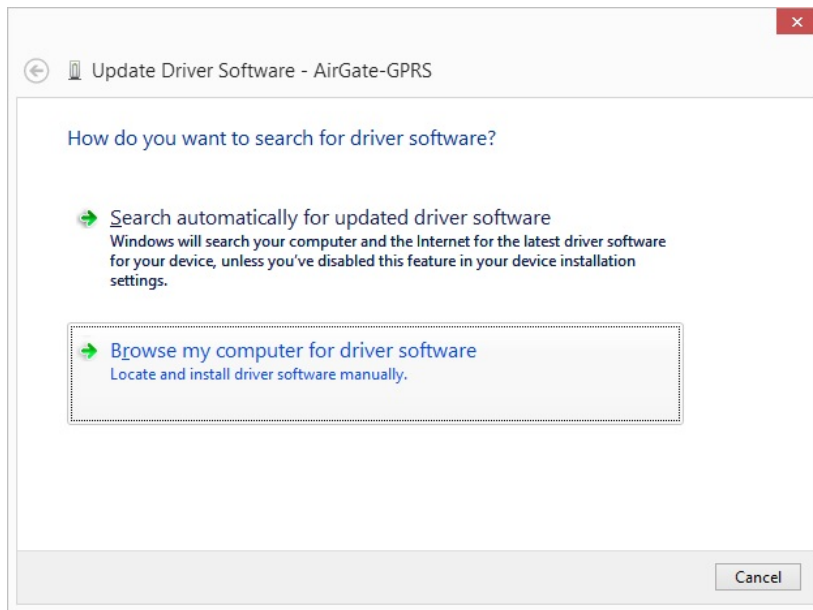 Update Driver Software - AirGate-GPRS
How do you want to search for driver software?
Search automatically for updated driver software
Windows will search your computer and the Internet for the latest driver software
for your device, unless you've disabled this feature in your device installation
settings.
Browse my computer for driver software
Locate and install driver software manually.
Cancel